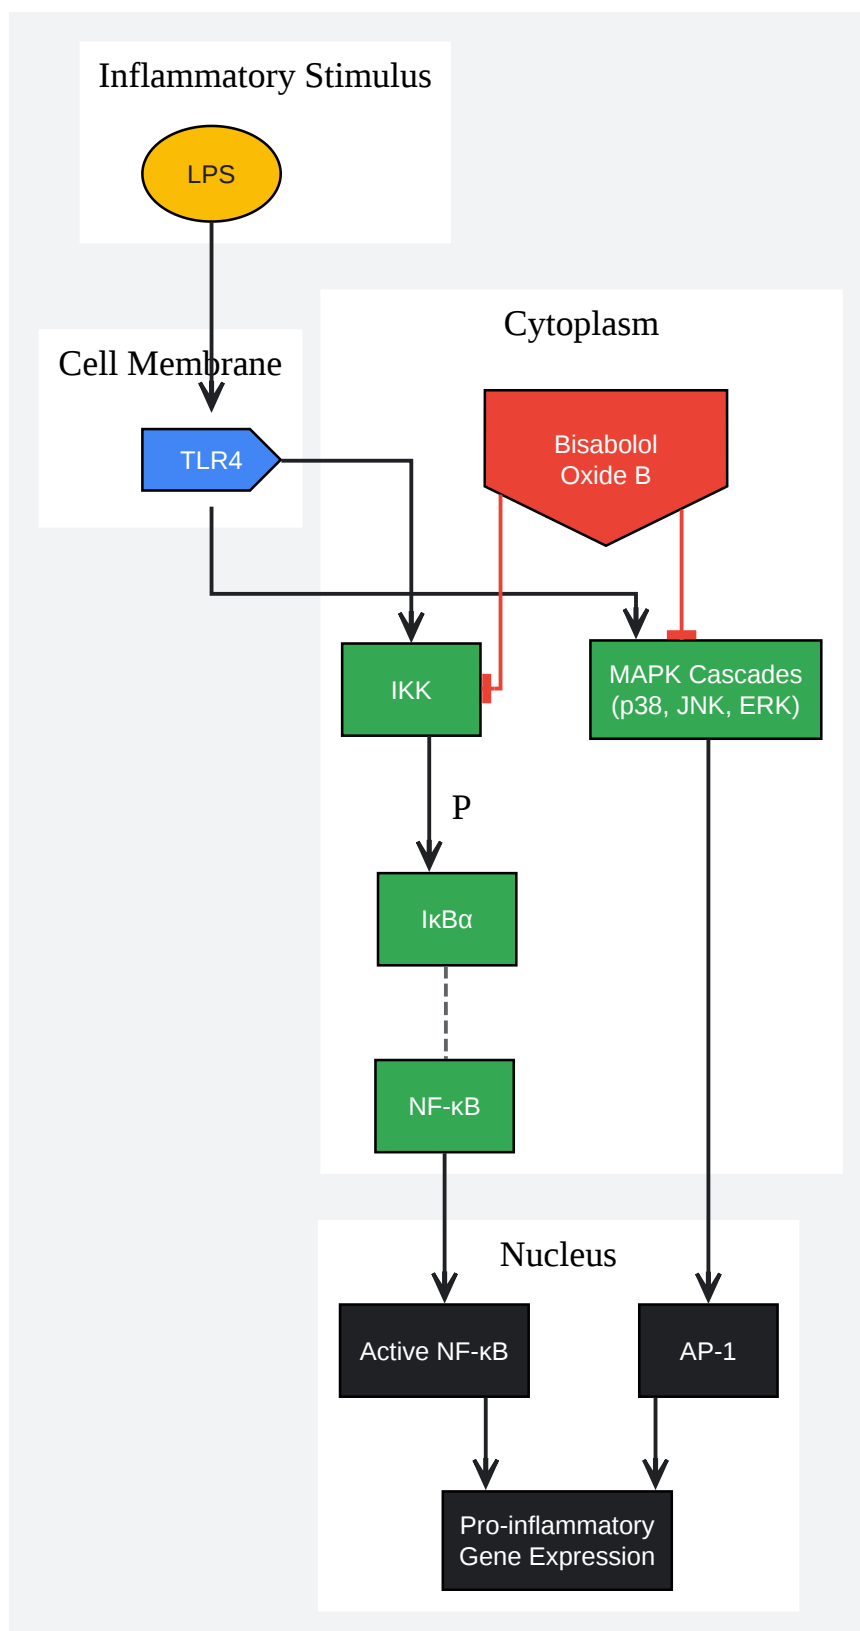 Inflammatory Stimulus
LPS
Cell Membrane
TLR4
Cytoplasm
Bisabolol
Oxide B
IKK
MAPK Cascades
(p38, JNK, ERK)
P
IκBα
NF-κB
Nucleus
Active NF-κB
AP-1
Pro-inflammatory
Gene Expression